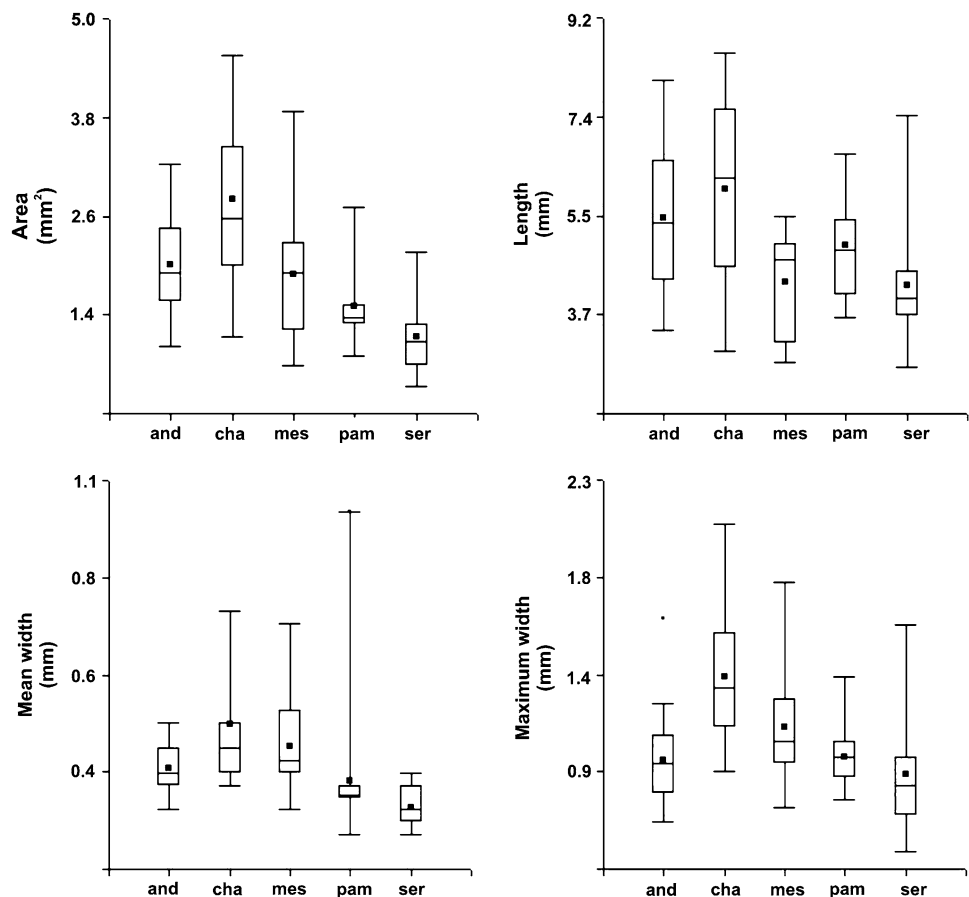 5.0
3.8
2.6
1.4
Area
(mm²)
and cha mes pam ser
9.2
7.4
5.5
3.7
Length
(mm)
and cha mes pam ser
1.1
0.8
0.6
0.4
Mean width
(mm)
and cha mes pam ser
2.3
1.8
1.4
0.9
Maximum width
(mm)
and cha mes pam ser